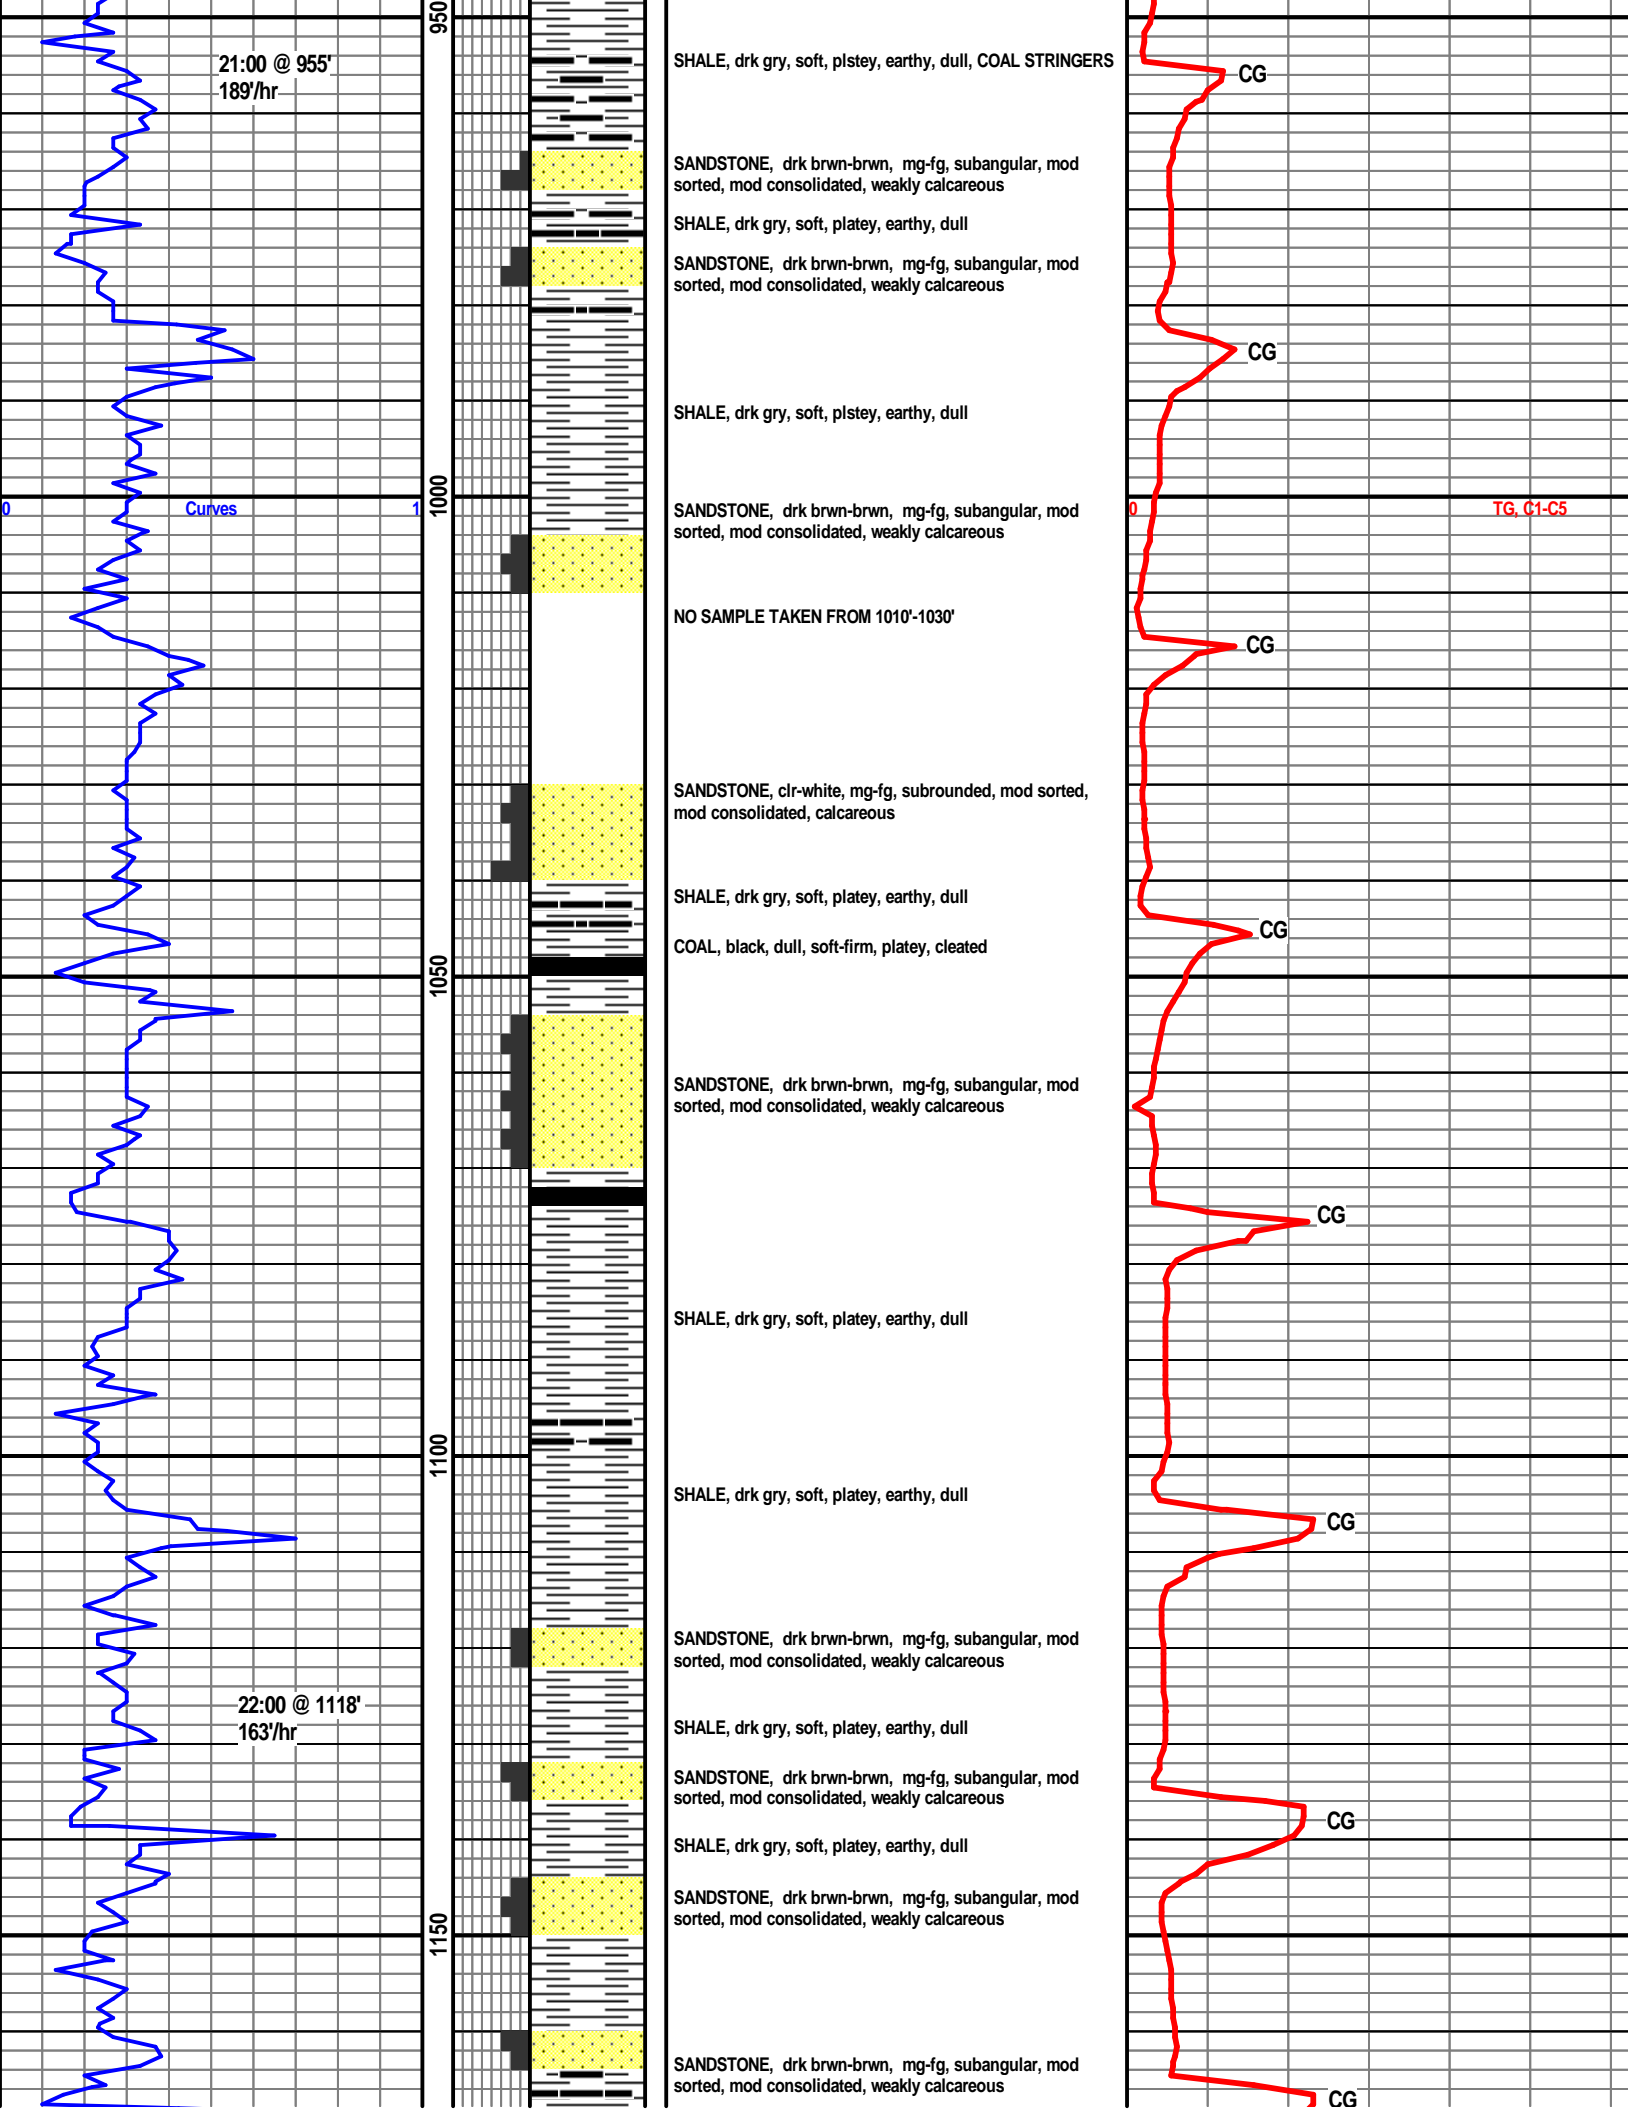 950
21:00 @ 955'
189'/hr
SHALE, drk gry, soft, plstey, earthy, dull, COAL STRINGERS
CG
SANDSTONE, drk brwn-brwn, mg-fg, subangular, mod
sorted, mod consolidated, weakly calcareous
SHALE, drk gry, soft, platey, earthy, dull
SANDSTONE, drk brwn-brwn, mg-fg, subangular, mod
sorted, mod consolidated, weakly calcareous
CG
SHALE, drk gry, soft, plstey, earthy, dull
0 Curves 1
1000
SANDSTONE, drk brwn-brwn, mg-fg, subangular, mod
sorted, mod consolidated, weakly calcareous
0 TG, C1-C5
NO SAMPLE TAKEN FROM 1010'-1030'
CG
SANDSTONE, clr-white, mg-fg, subrounded, mod sorted,
mod consolidated, calcareous
SHALE, drk gry, soft, platey, earthy, dull
CG
COAL, black, dull, soft-firm, platey, cleated
1050
SANDSTONE, drk brwn-brwn, mg-fg, subangular, mod
sorted, mod consolidated, weakly calcareous
CG
SHALE, drk gry, soft, platey, earthy, dull
1100
SHALE, drk gry, soft, platey, earthy, dull
CG
SANDSTONE, drk brwn-brwn, mg-fg, subangular, mod
sorted, mod consolidated, weakly calcareous
22:00 @ 1118'
163'/hr
SHALE, drk gry, soft, platey, earthy, dull
SANDSTONE, drk brwn-brwn, mg-fg, subangular, mod
sorted, mod consolidated, weakly calcareous
CG
SHALE, drk gry, soft, platey, earthy, dull
SANDSTONE, drk brwn-brwn, mg-fg, subangular, mod
sorted, mod consolidated, weakly calcareous
1150
SANDSTONE, drk brwn-brwn, mg-fg, subangular, mod
sorted, mod consolidated, weakly calcareous
CG